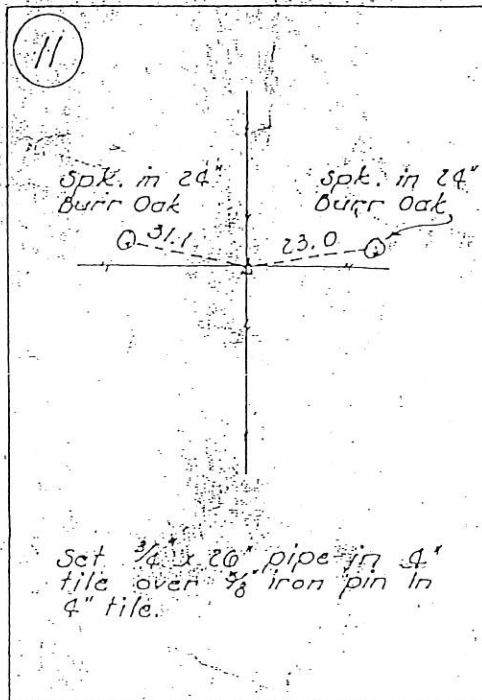 11
Spk. in 24"
Burr Oak
Spk. in 24"
Burr Oak
31.1
23.0
Set 3/4" x 26" pipe in 4"
tile over 5/8" iron pin in
4" tile.